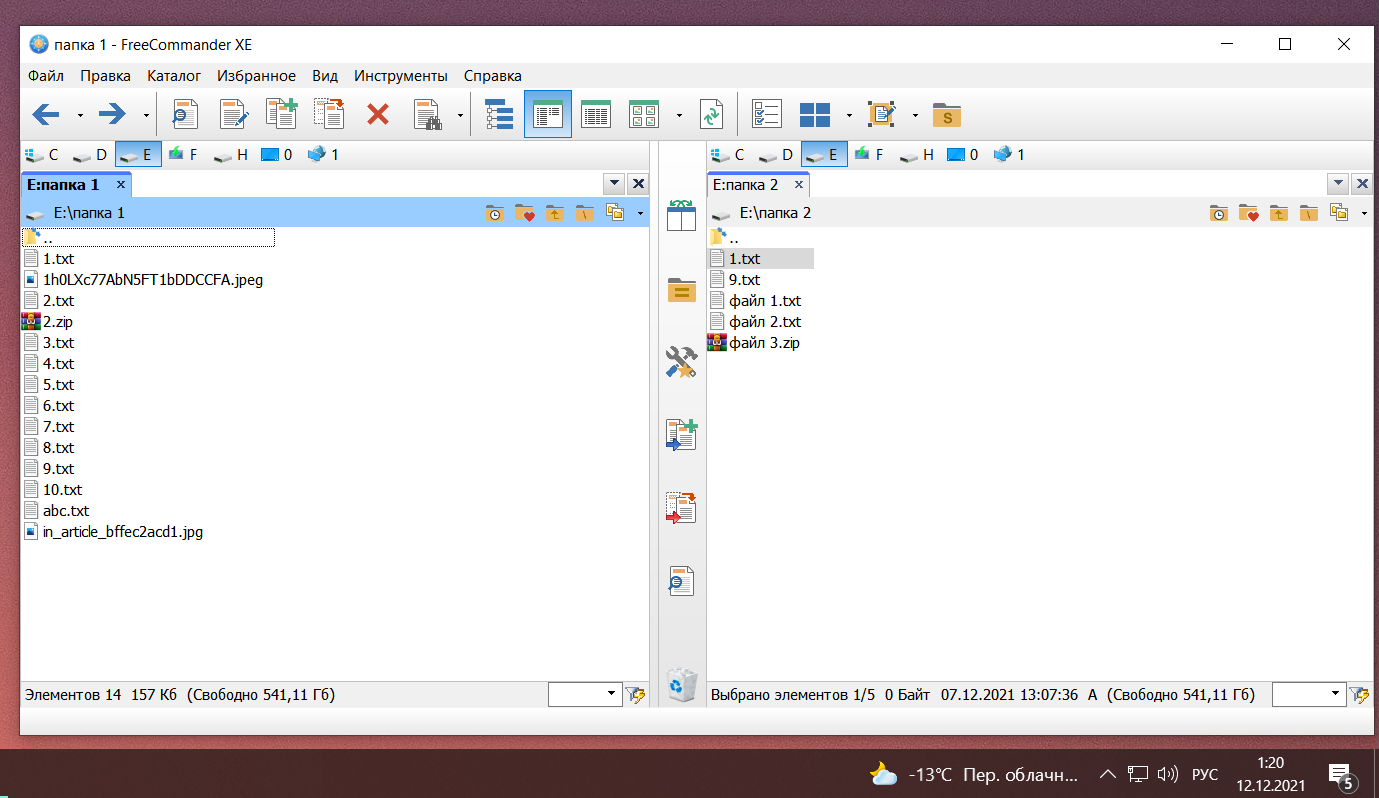 папка 1 - FreeCommander XE
Файл Правка Каталог Избранное Вид Инструменты Справка
S
C D E F H 0 1
C D E F H 0 1
E:папка 1
E:папка 2
E:\папка 1
E:\папка 2
..
1.txt
1h0LXc77AbN5FT1bDDCCFA.jpeg
2.txt
2.zip
3.txt
4.txt
5.txt
6.txt
7.txt
8.txt
9.txt
10.txt
abc.txt
in_article_bffec2acd1.jpg
..
1.txt
9.txt
файл 1.txt
файл 2.txt
файл 3.zip
Элементов 14 157 Кб (Свободно 541,11 Гб)
Выбрано элементов 1/5 0 Байт 07.12.2021 13:07:36 A (Свободно 541,11 Гб)
-13°C Пер. облачн...
РУС
1:20
12.12.2021
5